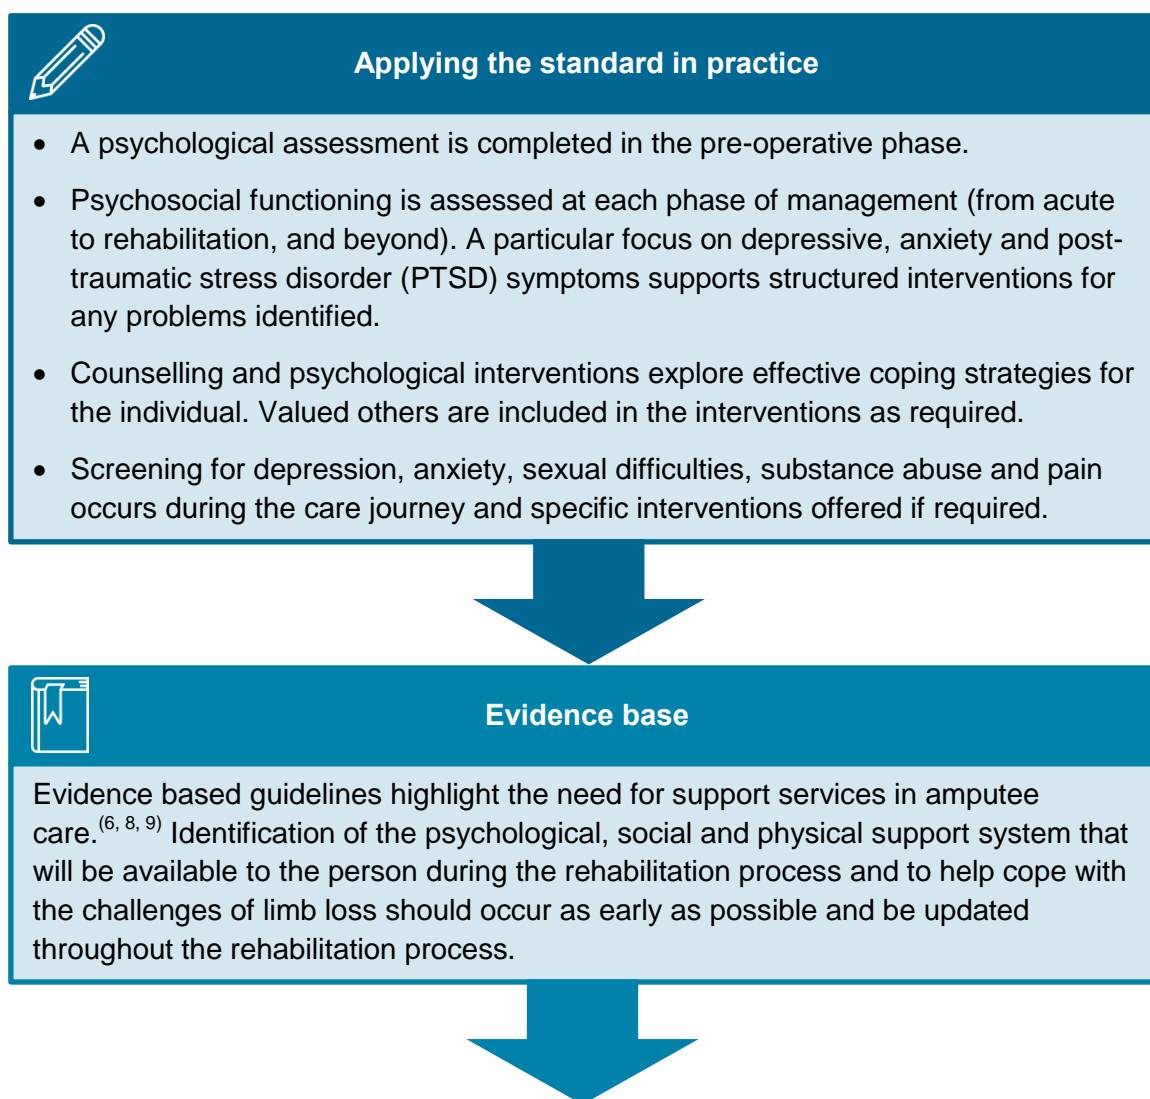 Applying the standard in practice
• A psychological assessment is completed in the pre-operative phase.
• Psychosocial functioning is assessed at each phase of management (from acute
to rehabilitation, and beyond). A particular focus on depressive, anxiety and post-
traumatic stress disorder (PTSD) symptoms supports structured interventions for
any problems identified.
• Counselling and psychological interventions explore effective coping strategies for
the individual. Valued others are included in the interventions as required.
• Screening for depression, anxiety, sexual difficulties, substance abuse and pain
occurs during the care journey and specific interventions offered if required.
Evidence base
Evidence based guidelines highlight the need for support services in amputee
care.(6, 8, 9) Identification of the psychological, social and physical support system that
will be available to the person during the rehabilitation process and to help cope with
the challenges of limb loss should occur as early as possible and be updated
throughout the rehabilitation process.